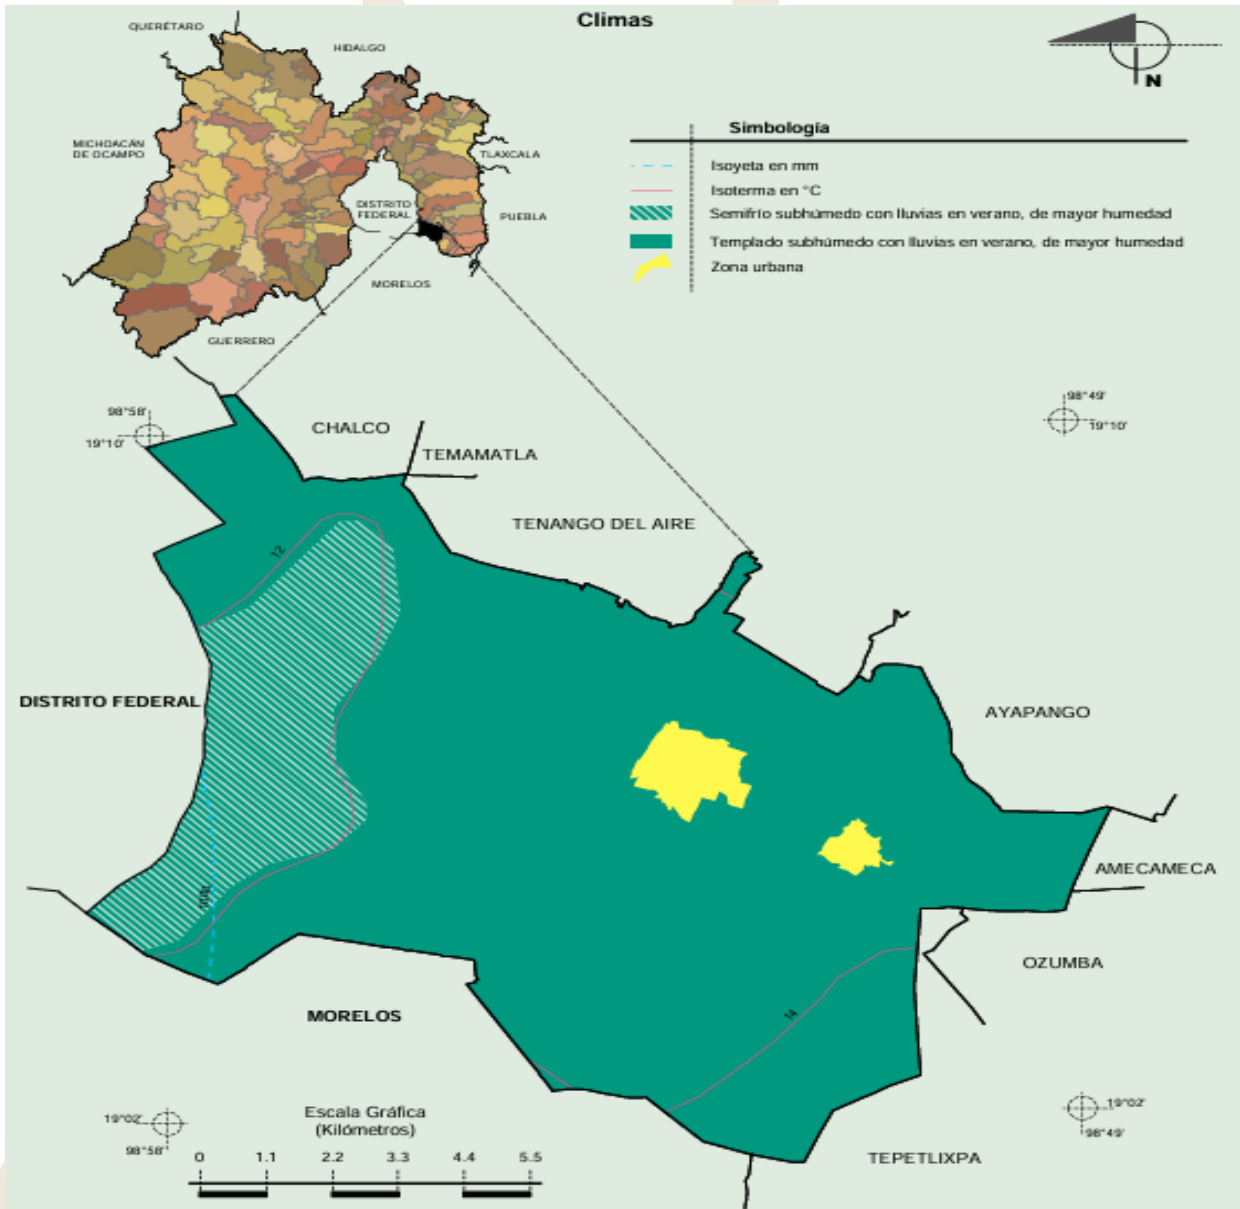 Climas
QUERÉTARO
HIDALGO
MICHOACÁN
DE OCAMPO
TLAXCALA
DISTRITO
FEDERAL
PUEBLA
MORELOS
GUERRERO
N
Simbología
Isoyeta en mm
Isoterma en °C
Semifrío subhúmedo con lluvias en verano, de mayor humedad
Templado subhúmedo con lluvias en verano, de mayor humedad
Zona urbana
98°58'
19°10'
98°49'
19°10'
CHALCO
TEMAMATLA
TENANGO DEL AIRE
12
DISTRITO FEDERAL
AYAPANGO
AMECAMECA
OZUMBA
MORELOS
14
TEPETLIXPA
19°02'
98°58'
19°02'
98°49'
Escala Gráfica
(Kilómetros)
0 1.1 2.2 3.3 4.4 5.5